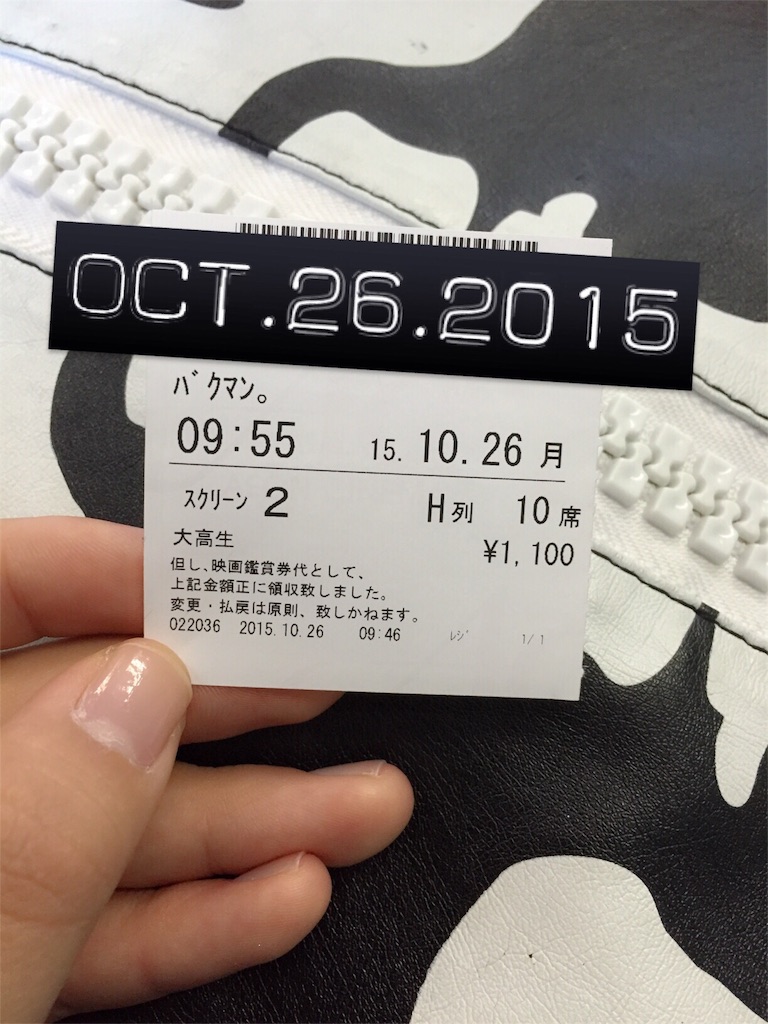 OCT.26.2015
バクマン。
09:55 15.10.26月
スクリーン 2 H列 10席
大高生 ¥1,100
但し、映画鑑賞券代として、
上記金額正に領収致しました。
変更・払戻は原則、致しかねます。
022036 2015.10.26 09:46 レジ 1/1